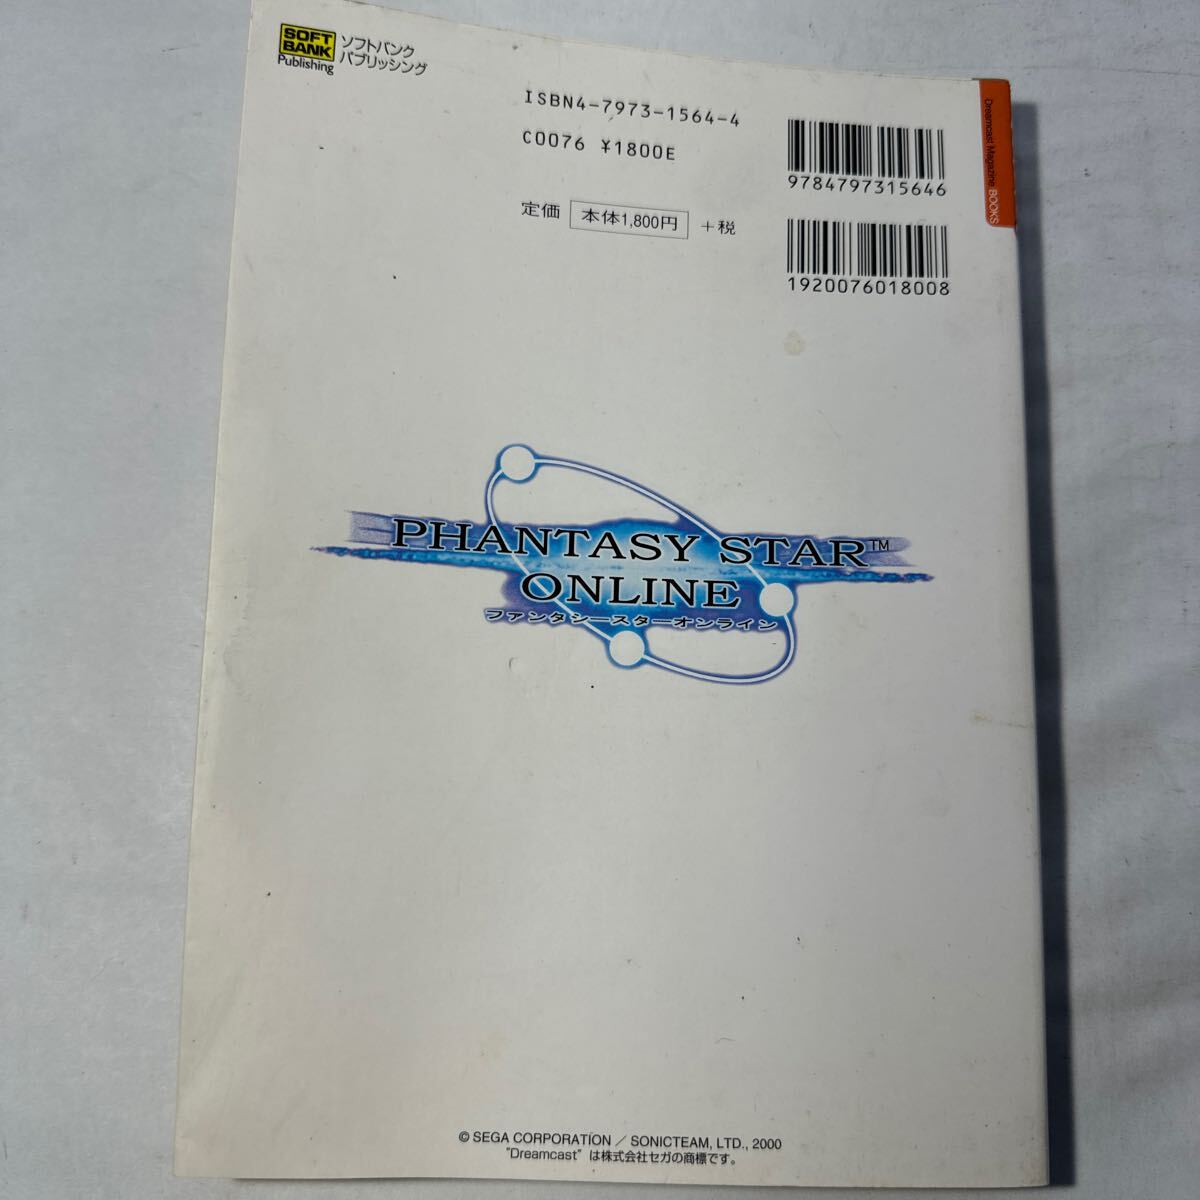 SOFT
BANK
Publishing
ソフトバンク
パブリッシング
ISBN4-7973-1564-4
C0076 ¥1800E
定価 本体1,800円 +税
9784797315646
1920076018008
Dreamcast Magazine BOOKS
PHANTASY STAR™
ONLINE
ファンタシースターオンライン
© SEGA CORPORATION / SONICTEAM, LTD., 2000
"Dreamcast" は株式会社セガの商標です。